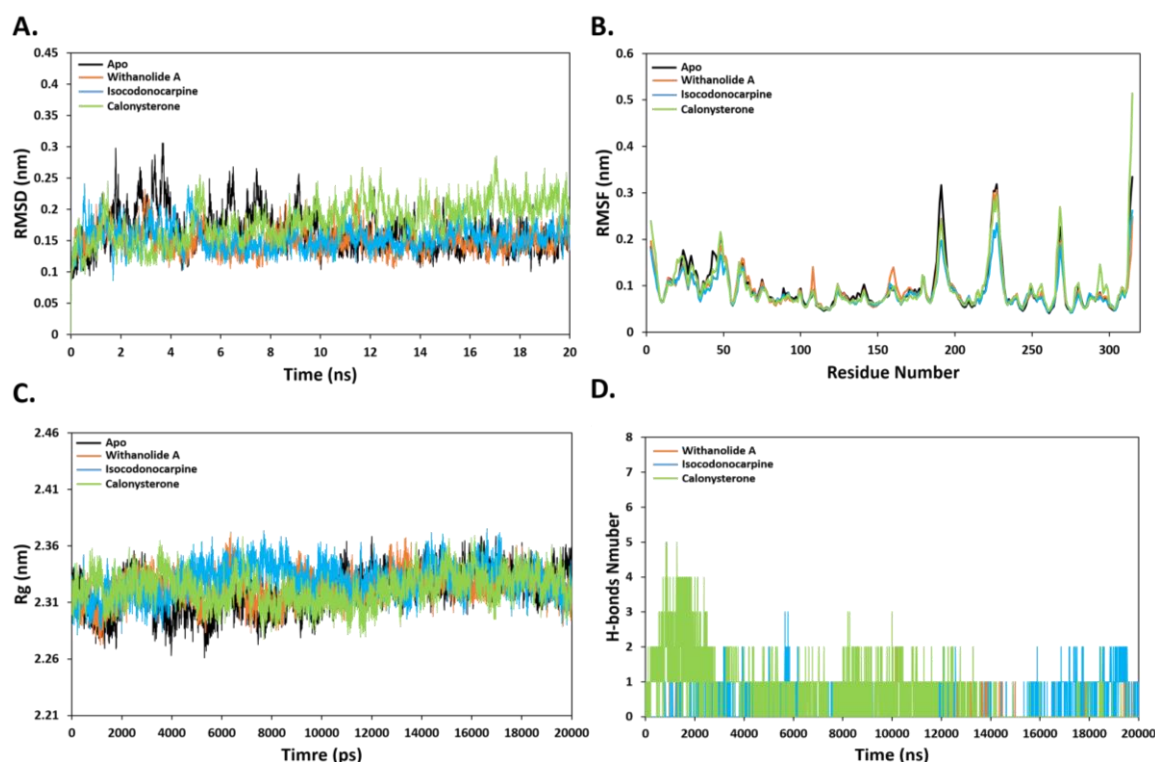 A.
0.45
0.4
0.35
0.3
0.25
0.2
0.15
0.1
0.05
0
RMSD (nm)
Apo
Withanolide A
Isocodonocarpine
Calonysterone
0 2 4 6 8 10 12 14 16 18 20
Time (ns)
B.
0.6
0.5
0.4
0.3
0.2
0.1
0
RMSF (nm)
Apo
Withanolide A
Isocodonocarpine
Calonysterone
0 50 100 150 200 250 300
Residue Number
C.
2.46
2.41
2.36
2.31
2.26
2.21
Rg (nm)
Apo
Withanolide A
Isocodonocarpine
Calonysterone
0 2000 4000 6000 8000 10000 12000 14000 16000 18000 20000
Timre (ps)
D.
8
7
6
5
4
3
2
1
0
H-bonds Nmuber
Withanolide A
Isocodonocarpine
Calonysterone
0 2000 4000 6000 8000 10000 12000 14000 16000 18000 20000
Time (ns)